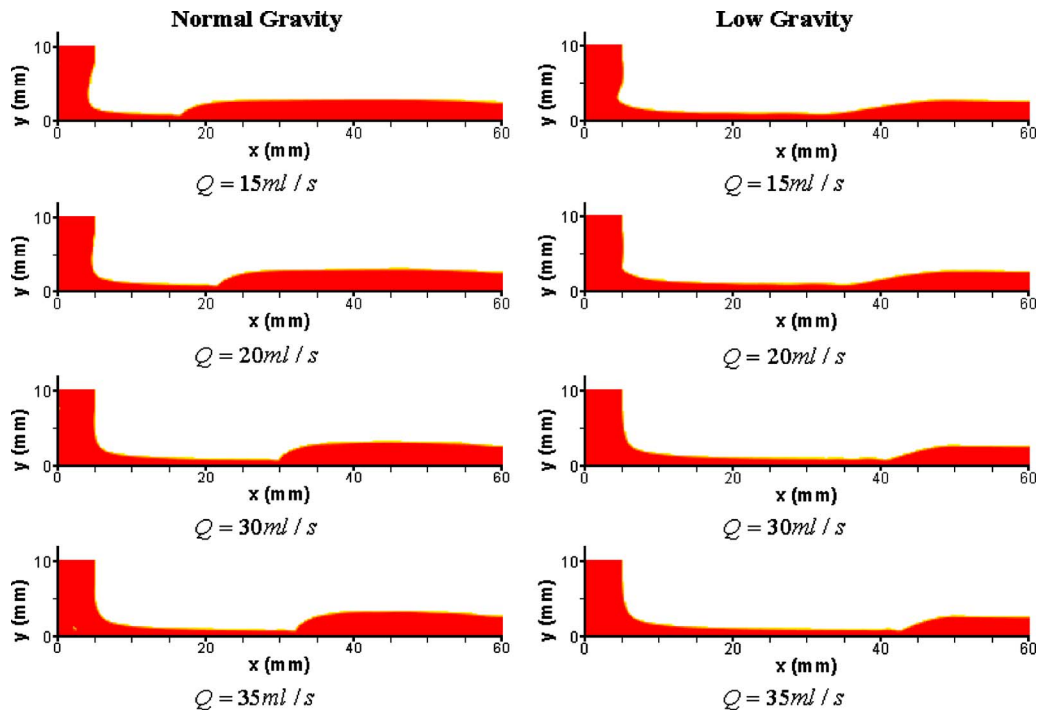 Normal Gravity
Low Gravity
y (mm)
10
0
0
20
40
60
x (mm)
Q = 15ml / s
y (mm)
10
0
0
20
40
60
x (mm)
Q = 15ml / s
y (mm)
10
0
0
20
40
60
x (mm)
Q = 20ml / s
y (mm)
10
0
0
20
40
60
x (mm)
Q = 20ml / s
y (mm)
10
0
0
20
40
60
x (mm)
Q = 30ml / s
y (mm)
10
0
0
20
40
60
x (mm)
Q = 30ml / s
y (mm)
10
0
0
20
40
60
x (mm)
Q = 35ml / s
y (mm)
10
0
0
20
40
60
x (mm)
Q = 35ml / s